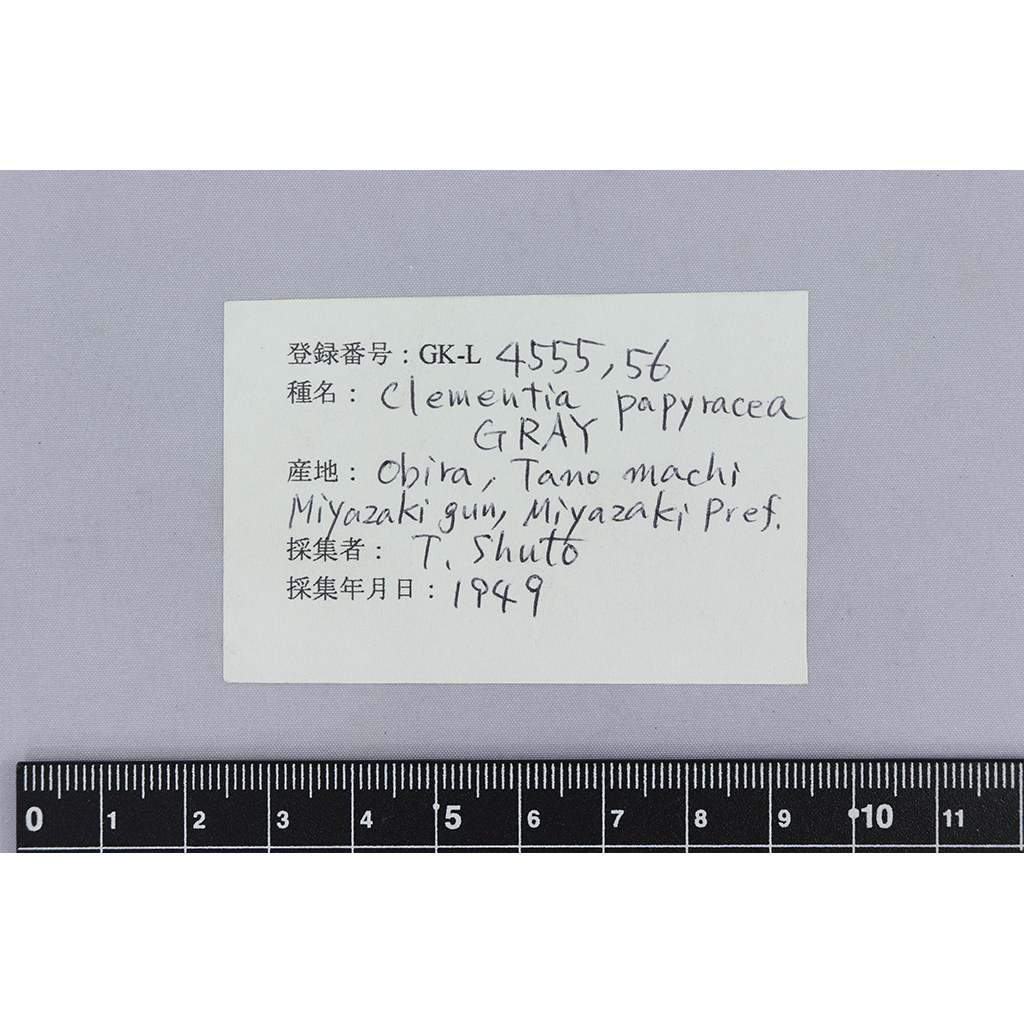 登録番号：GK-L 4555, 56
種名： Clementia papyracea
GRAY
産地： Obira, Tano machi
Miyazaki gun, Miyazaki Pref.
採集者： T. Shuto
採集年月日： 1949
0 1 2 3 4 5 6 7 8 9 10 11